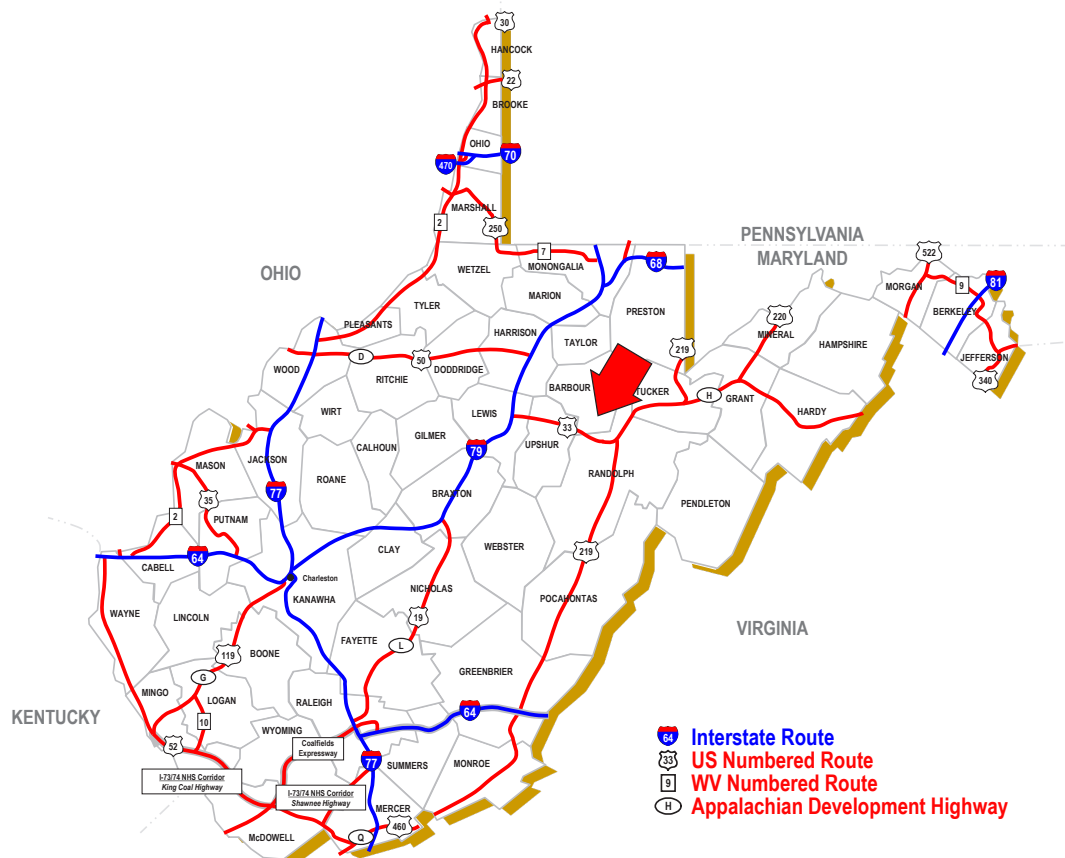 30
HANCOCK
22
BROOKE
OHIO
70
470
MARSHALL
2
250
PENNSYLVANIA
MARYLAND
7
WETZEL
MONONGALIA
68
522
OHIO
MORGAN
9
81
MARION
TYLER
BERKELEY
PRESTON
220
PLEASANTS
MINERAL
HARRISON
HAMPSHIRE
TAYLOR
219
JEFFERSON
D
50
WOOD
DODDRIDGE
RITCHIE
340
BARBOUR
TUCKER
H
GRANT
WIRT
LEWIS
HARDY
33
GILMER
UPSHUR
CALHOUN
79
JACKSON
MASON
RANDOLPH
ROANE
77
BRAXTON
35
PENDLETON
PUTNAM
2
WEBSTER
CLAY
219
64
CABELL
Charleston
NICHOLAS
KANAWHA
POCAHONTAS
WAYNE
LINCOLN
19
VIRGINIA
FAYETTE
L
119
BOONE
GREENBRIER
G
MINGO
LOGAN
RALEIGH
64
KENTUCKY
10
WYOMING
52
Coalfields
Expressway
77
SUMMERS
MONROE
I-73/74 NHS Corridor
King Coal Highway
I-73/74 NHS Corridor
Shawnee Highway
MERCER
460
Q
McDOWELL
64 Interstate Route
33 US Numbered Route
9 WV Numbered Route
H Appalachian Development Highway